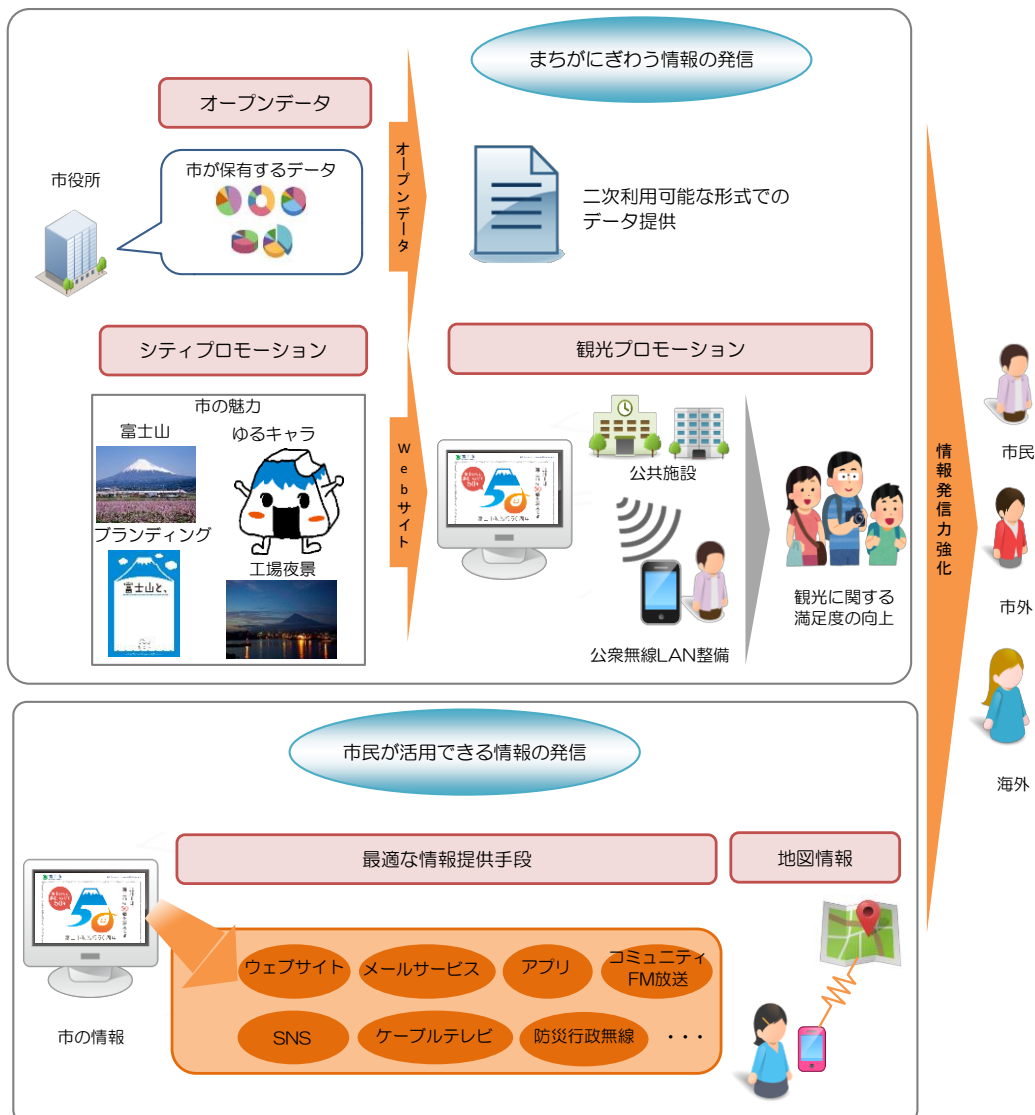 まちがにぎわう情報の発信
オープンデータ
市役所
市が保有するデータ
オープンデータ
二次利用可能な形式での
データ提供
シティプロモーション
観光プロモーション
市の魅力
富士山
ゆるキャラ
ブランディング
富士山と、
工場夜景
Webサイト
50
公共施設
公衆無線LAN整備
観光に関する
満足度の向上
情報発信力強化
市民
市外
海外
市民が活用できる情報の発信
最適な情報提供手段
地図情報
50
市の情報
ウェブサイト
メールサービス
アプリ
コミュニティ
FM放送
SNS
ケーブルテレビ
防災行政無線
・・・